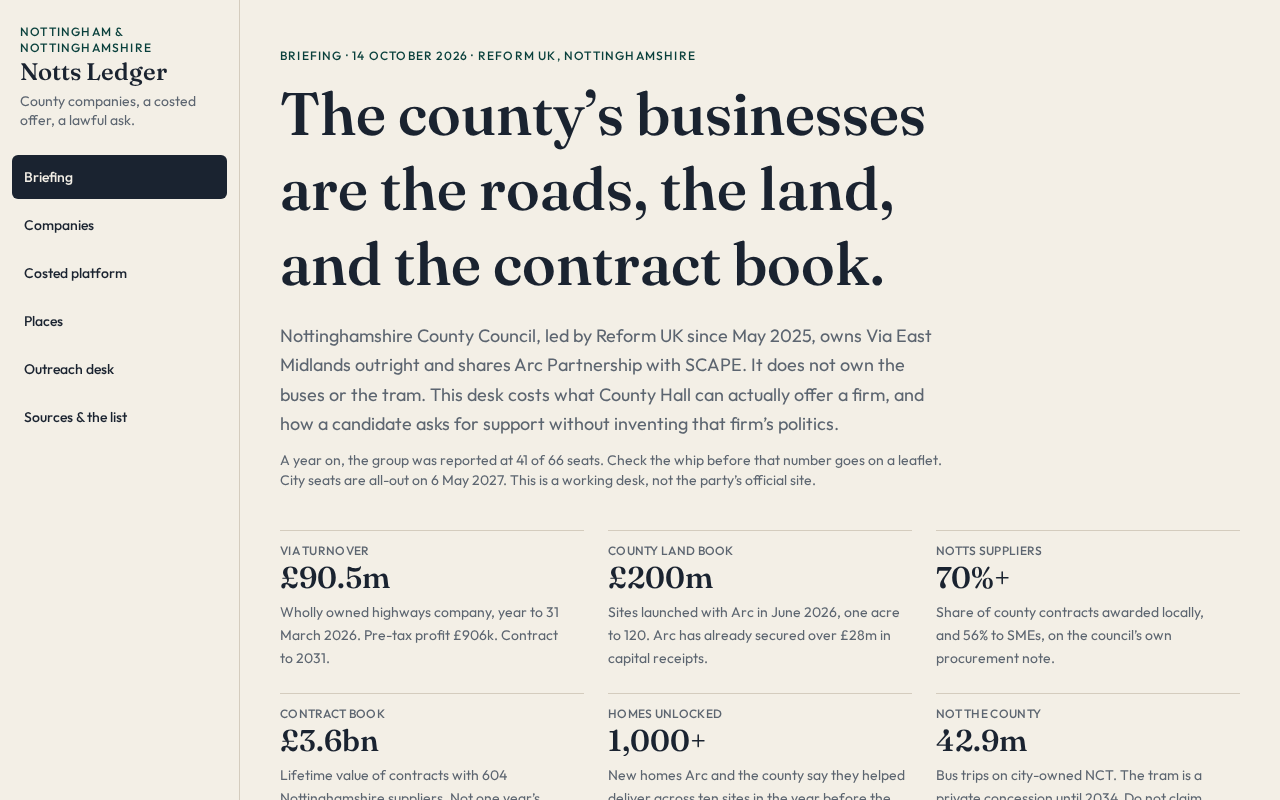 NOTTINGHAM &
NOTTINGHAMSHIRE
Notts Ledger
County companies, a costed
offer, a lawful ask.
Briefing
Companies
Costed platform
Places
Outreach desk
Sources & the list
BRIEFING · 14 OCTOBER 2026 · REFORM UK, NOTTINGHAMSHIRE
The county’s businesses
are the roads, the land,
and the contract book.
Nottinghamshire County Council, led by Reform UK since May 2025, owns Via East
Midlands outright and shares Arc Partnership with SCAPE. It does not own the
buses or the tram. This desk costs what County Hall can actually offer a firm, and
how a candidate asks for support without inventing that firm’s politics.
A year on, the group was reported at 41 of 66 seats. Check the whip before that number goes on a leaflet.
City seats are all-out on 6 May 2027. This is a working desk, not the party’s official site.
VIA TURNOVER
£90.5m
Wholly owned highways company, year to 31
March 2026. Pre-tax profit £906k. Contract
to 2031.
COUNTY LAND BOOK
£200m
Sites launched with Arc in June 2026, one acre
to 120. Arc has already secured over £28m in
capital receipts.
NOTTS SUPPLIERS
70%+
Share of county contracts awarded locally,
and 56% to SMEs, on the council’s own
procurement note.
CONTRACT BOOK
£3.6bn
Lifetime value of contracts with 604
Nottinghamshire suppliers. Not one year’s
HOMES UNLOCKED
1,000+
New homes Arc and the county say they helped
deliver across ten sites in the year before the
NOT THE COUNTY
42.9m
Bus trips on city-owned NCT. The tram is a
private concession until 2034. Do not claim